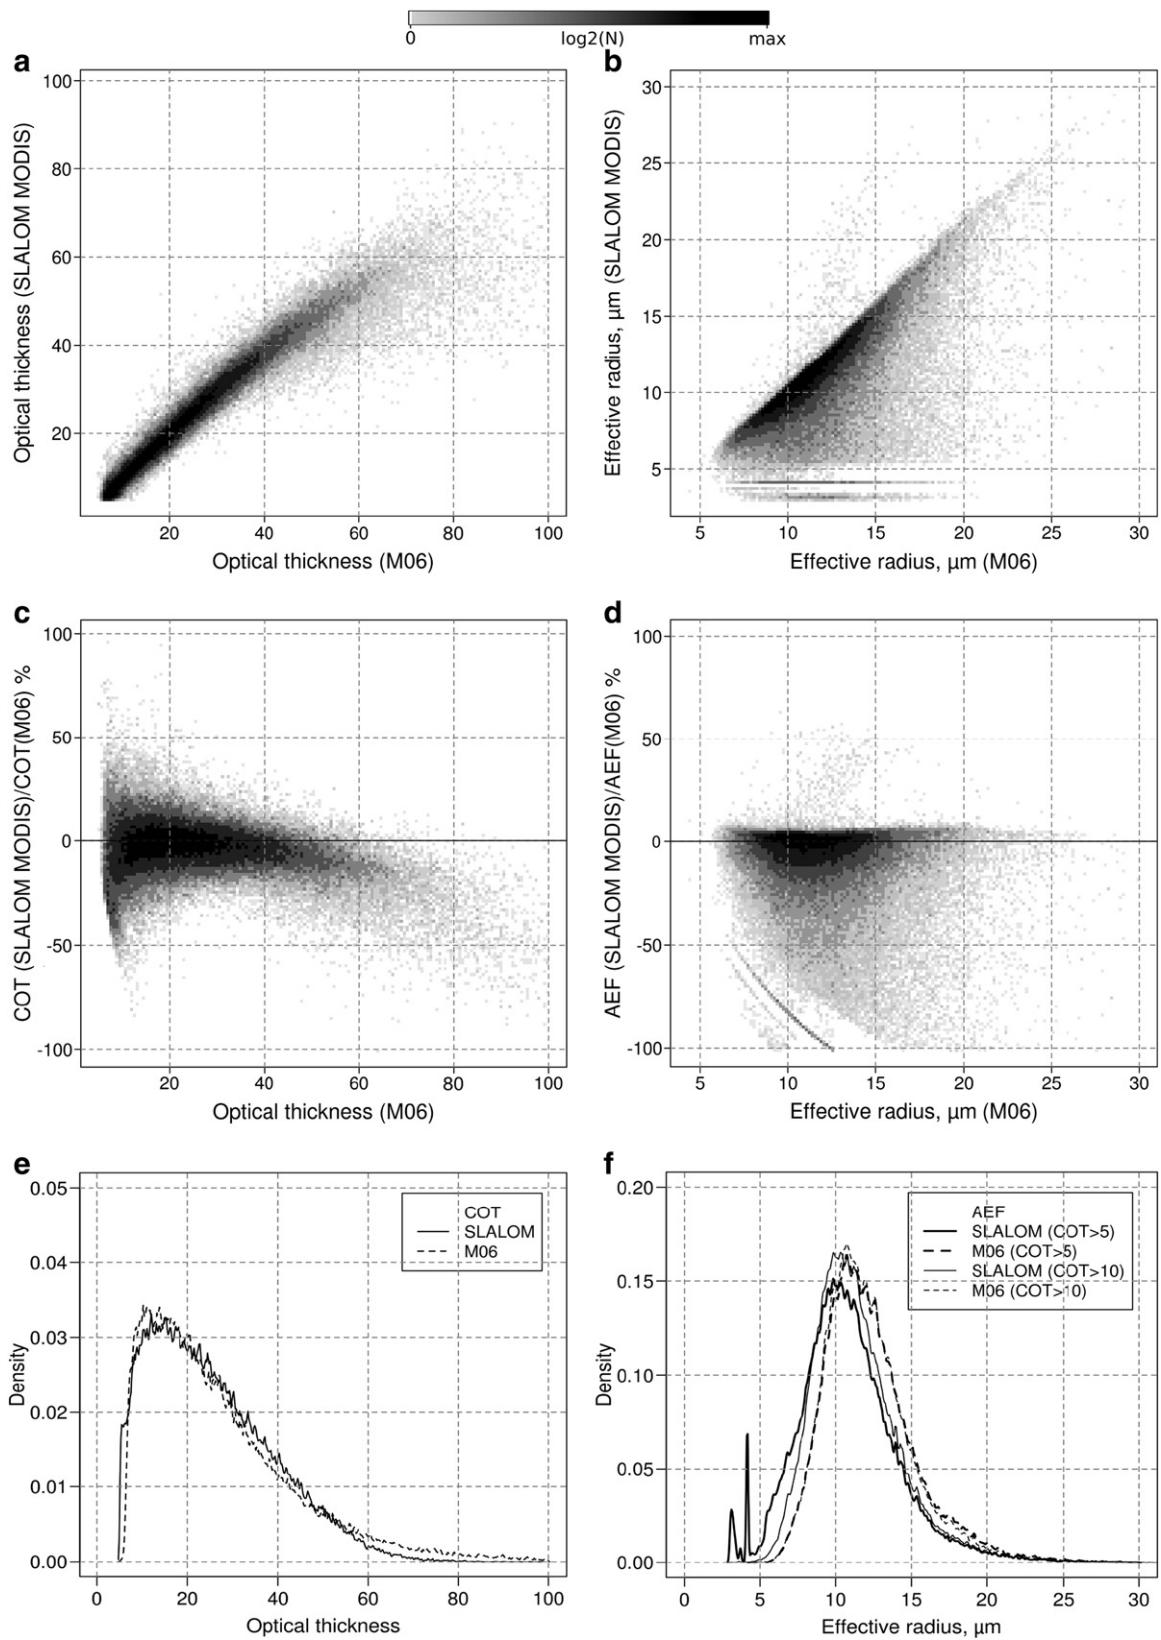 0 log2(N) max
a
Optical thickness (SLALOM MODIS)
100
80
60
40
20
20 40 60 80 100
Optical thickness (M06)
b
Effective radius, µm (SLALOM MODIS)
30
25
20
15
10
5
5 10 15 20 25 30
Effective radius, µm (M06)
c
COT (SLALOM MODIS)/COT(M06) %
100
50
0
-50
-100
20 40 60 80 100
Optical thickness (M06)
d
AEF (SLALOM MODIS)/AEF(M06) %
100
50
0
-50
-100
5 10 15 20 25 30
Effective radius, µm (M06)
e
Density
0.05
0.04
0.03
0.02
0.01
0.00
COT
SLALOM
M06
0 20 40 60 80 100
Optical thickness
f
Density
0.20
0.15
0.10
0.05
0.00
AEF
SLALOM (COT>5)
M06 (COT>5)
SLALOM (COT>10)
M06 (COT>10)
0 5 10 15 20 25 30
Effective radius, µm